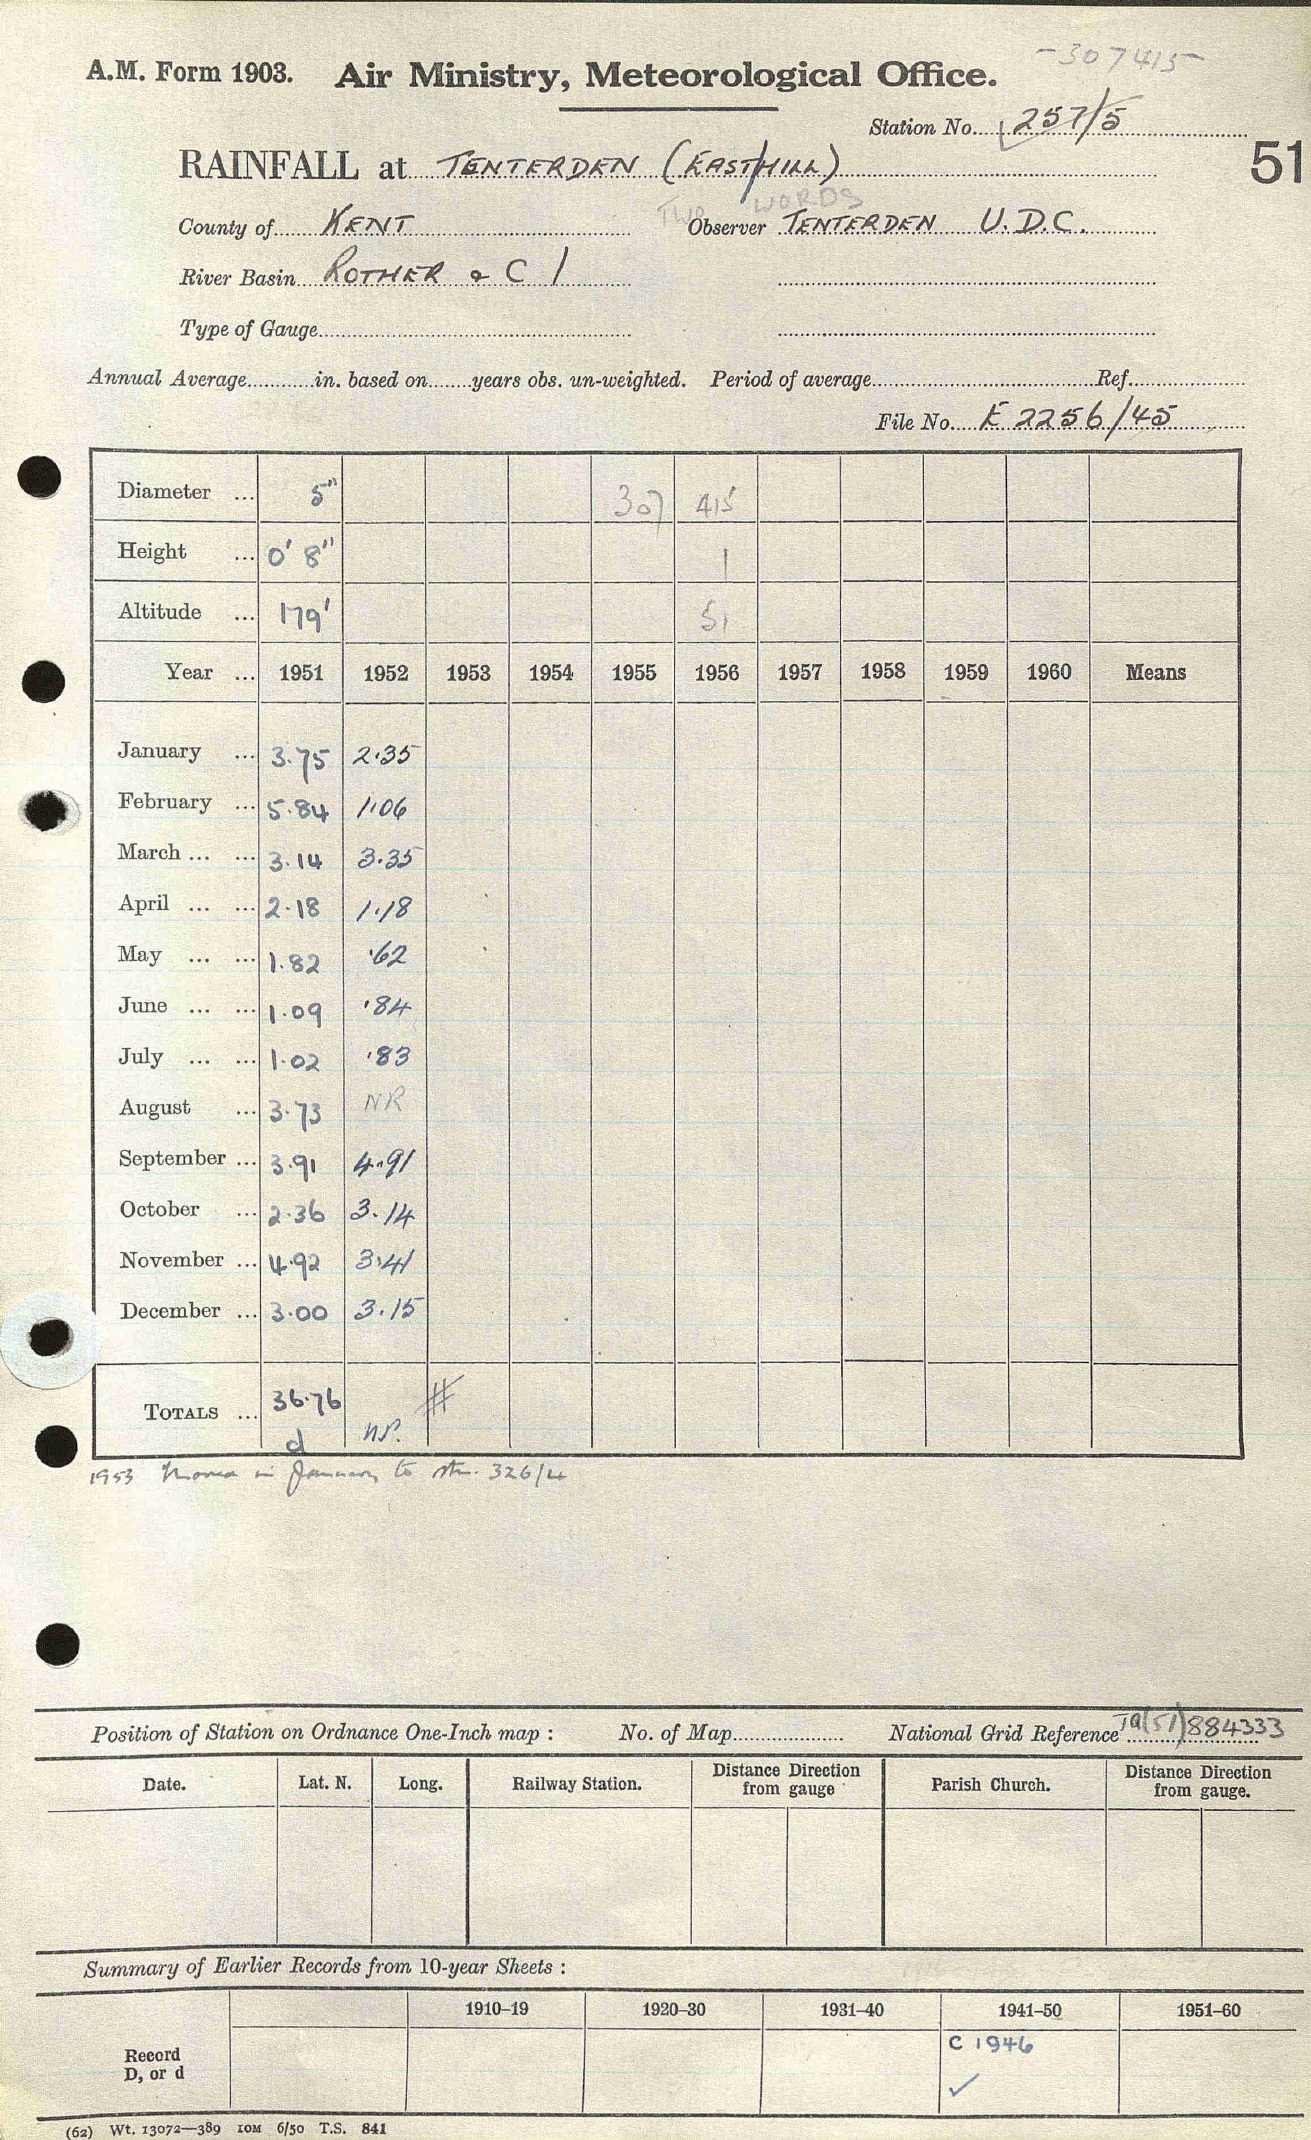 -307415-
A.M. Form 1903. Air Ministry, Meteorological Office.
Station No. 257/5
51
RAINFALL at TENTERDEN (EAST/HILL)
TWO WORDS
County of KENT Observer TENTERDEN U.D.C.
River Basin ROTHER & C 1
Type of Gauge
Annual Average in. based on years obs. un-weighted. Period of average Ref.
File No. E 2256/45
Diameter ... 5" 307 415
Height ... 0' 8" 1
Altitude ... 179' 51
Year ... 1951 1952 1953 1954 1955 1956 1957 1958 1959 1960 Means
January ... 3.75 2.35
February ... 5.84 1.06
March ... ... 3.14 3.35
April ... ... 2.18 1.18
May ... ... 1.82 .62
June ... ... 1.09 .84
July ... ... 1.02 .83
August ... 3.73 NR
September ... 3.91 4.91
October ... 2.36 3.14
November ... 4.92 3.41
December ... 3.00 3.15
TOTALS ... 36.76 #
d
1953 Moved in January to stn. 326/4
Position of Station on Ordnance One-Inch map : No. of Map National Grid Reference TQ(51)884333
Date. Lat. N. Long. Railway Station. Distance Direction from gauge Parish Church. Distance Direction from gauge.
Summary of Earlier Records from 10-year Sheets :
1910–19 1920–30 1931–40 1941–50 1951–60
Record C 1946
D, or d ✓
(62) Wt. 13072—389 10M 6/50 T.S. 841